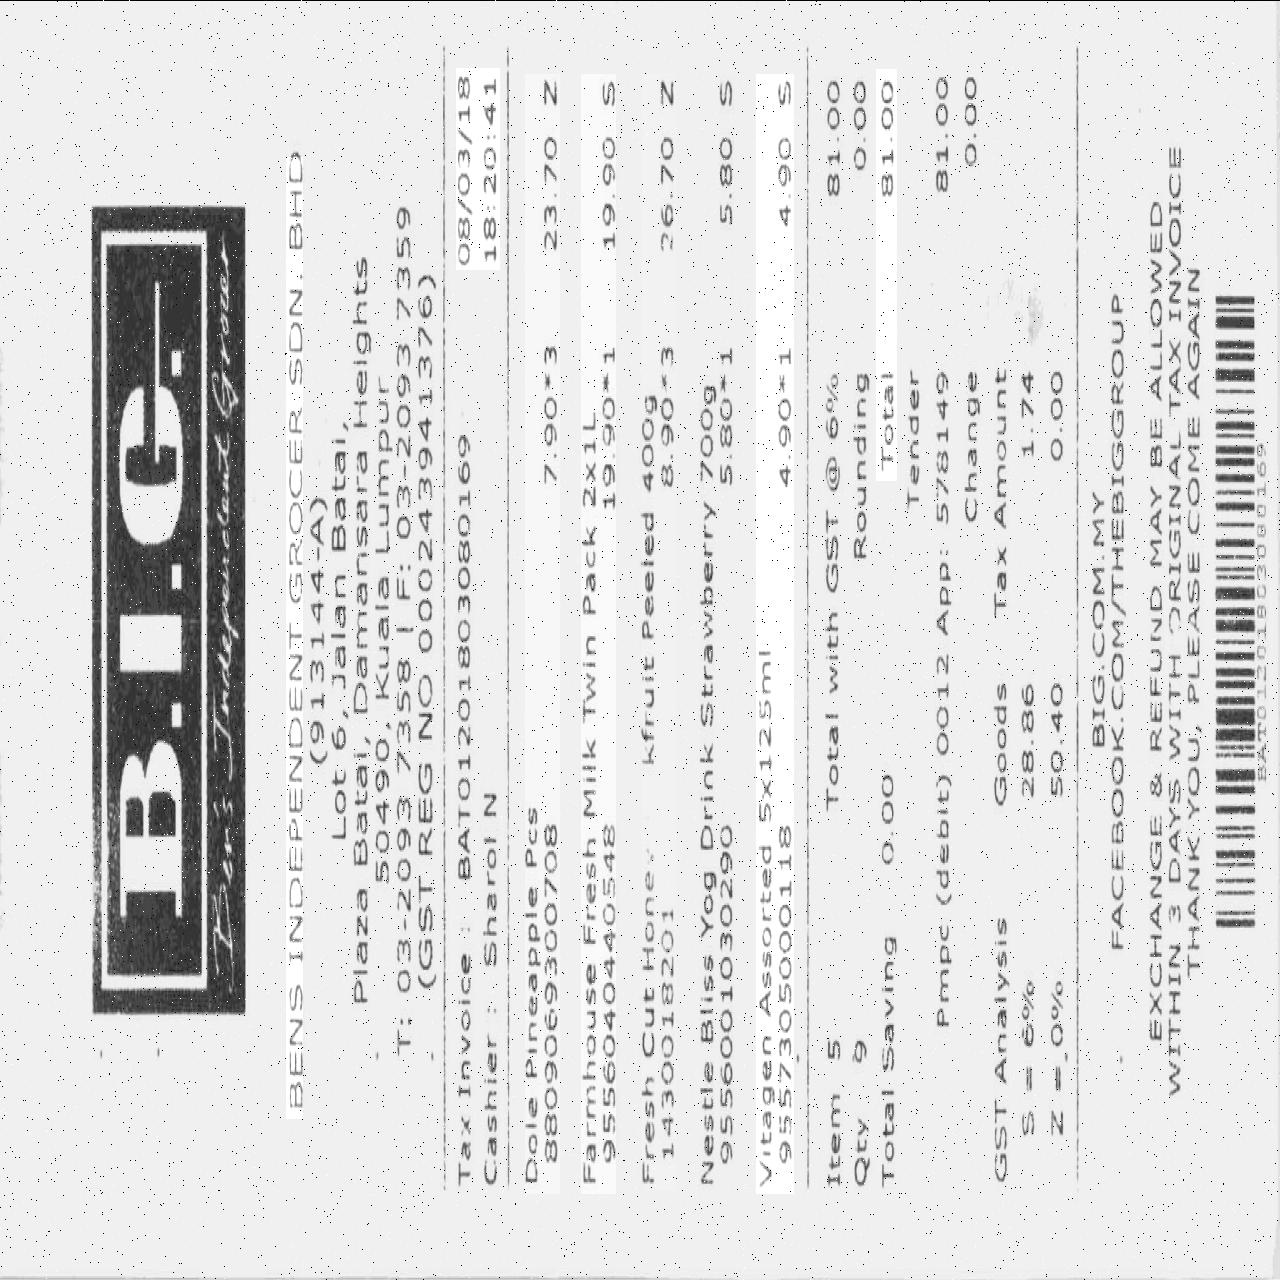 B.I.G.
Ben's Independent Grocer
BENS INDEPENDENT GROCER SDN. BHD
(913144-A)
Lot 6, Jalan Batai,
Plaza Batai, Damansara Heights
50490, Kuala Lumpur
T: 03-2093 7358 | F: 03-2093 7359
(GST REG NO 000243941376)
Tax Invoice : BAT01201803080169 08/03/18
Cashier : Sharol N 18:20:41
Dole Pineapple Pcs
8809069300708 7.90*3 23.70 Z
Farmhouse Fresh Milk Twin Pack 2x1L
9556040440548 19.90*1 19.90 S
Fresh Cut Hone. kfruit Peeled 400g
1430018201 8.90*3 26.70 Z
Nestle Bliss Yog Drink Strawberry 700g
9556001030290 5.80*1 5.80 S
Vitagen Assorted 5x125ml
9557305000118 4.90*1 4.90 S
Item 5 Total with GST @ 6% 81.00
Qty 9 Rounding 0.00
Total Saving 0.00 Total 81.00
Tender
Pmpc (debit) 0012 App: 578149 81.00
Change 0.00
GST Analysis Goods Tax Amount
S = 6% 28.86 1.74
Z = 0% 50.40 0.00
BIG.COM.MY
FACEBOOK.COM/THEBIGGROUP
EXCHANGE & REFUND MAY BE ALLOWED
WITHIN 3 DAYS WITH ORIGINAL TAX INVOICE
THANK YOU, PLEASE COME AGAIN
BAT01201803080169